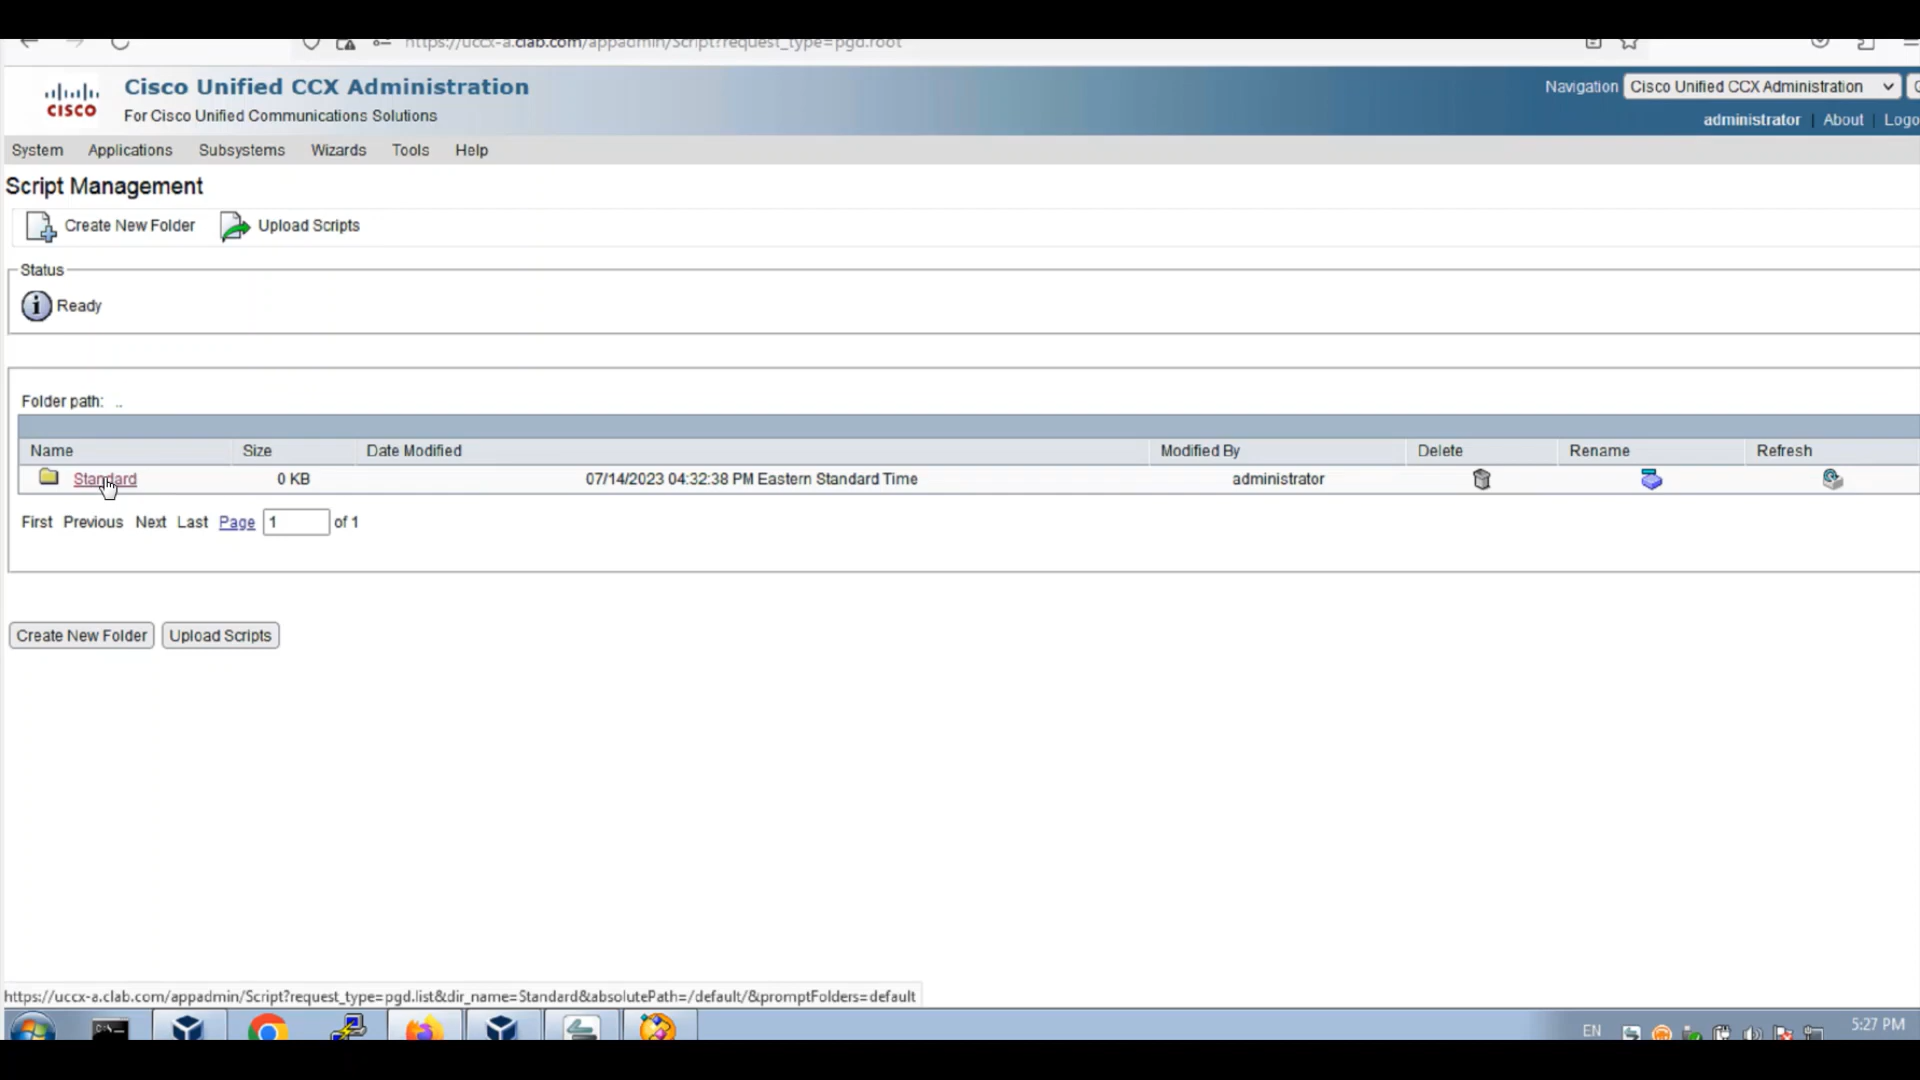 https://uccx-a.clab.com/appadmin/Script?request_type=pgd.root
CISCO
Cisco Unified CCX Administration
For Cisco Unified Communications Solutions
Navigation Cisco Unified CCX Administration
administrator | About | Logo
System Applications Subsystems Wizards Tools Help
Script Management
Create New Folder Upload Scripts
Status
Ready
Folder path: ..
Name Size Date Modified Modified By Delete Rename Refresh
Standard 0 KB 07/14/2023 04:32:38 PM Eastern Standard Time administrator
First Previous Next Last Page 1 of 1
Create New Folder Upload Scripts
https://uccx-a.clab.com/appadmin/Script?request_type=pgd.list&dir_name=Standard&absolutePath=/default/&promptFolders=default
EN 5:27 PM